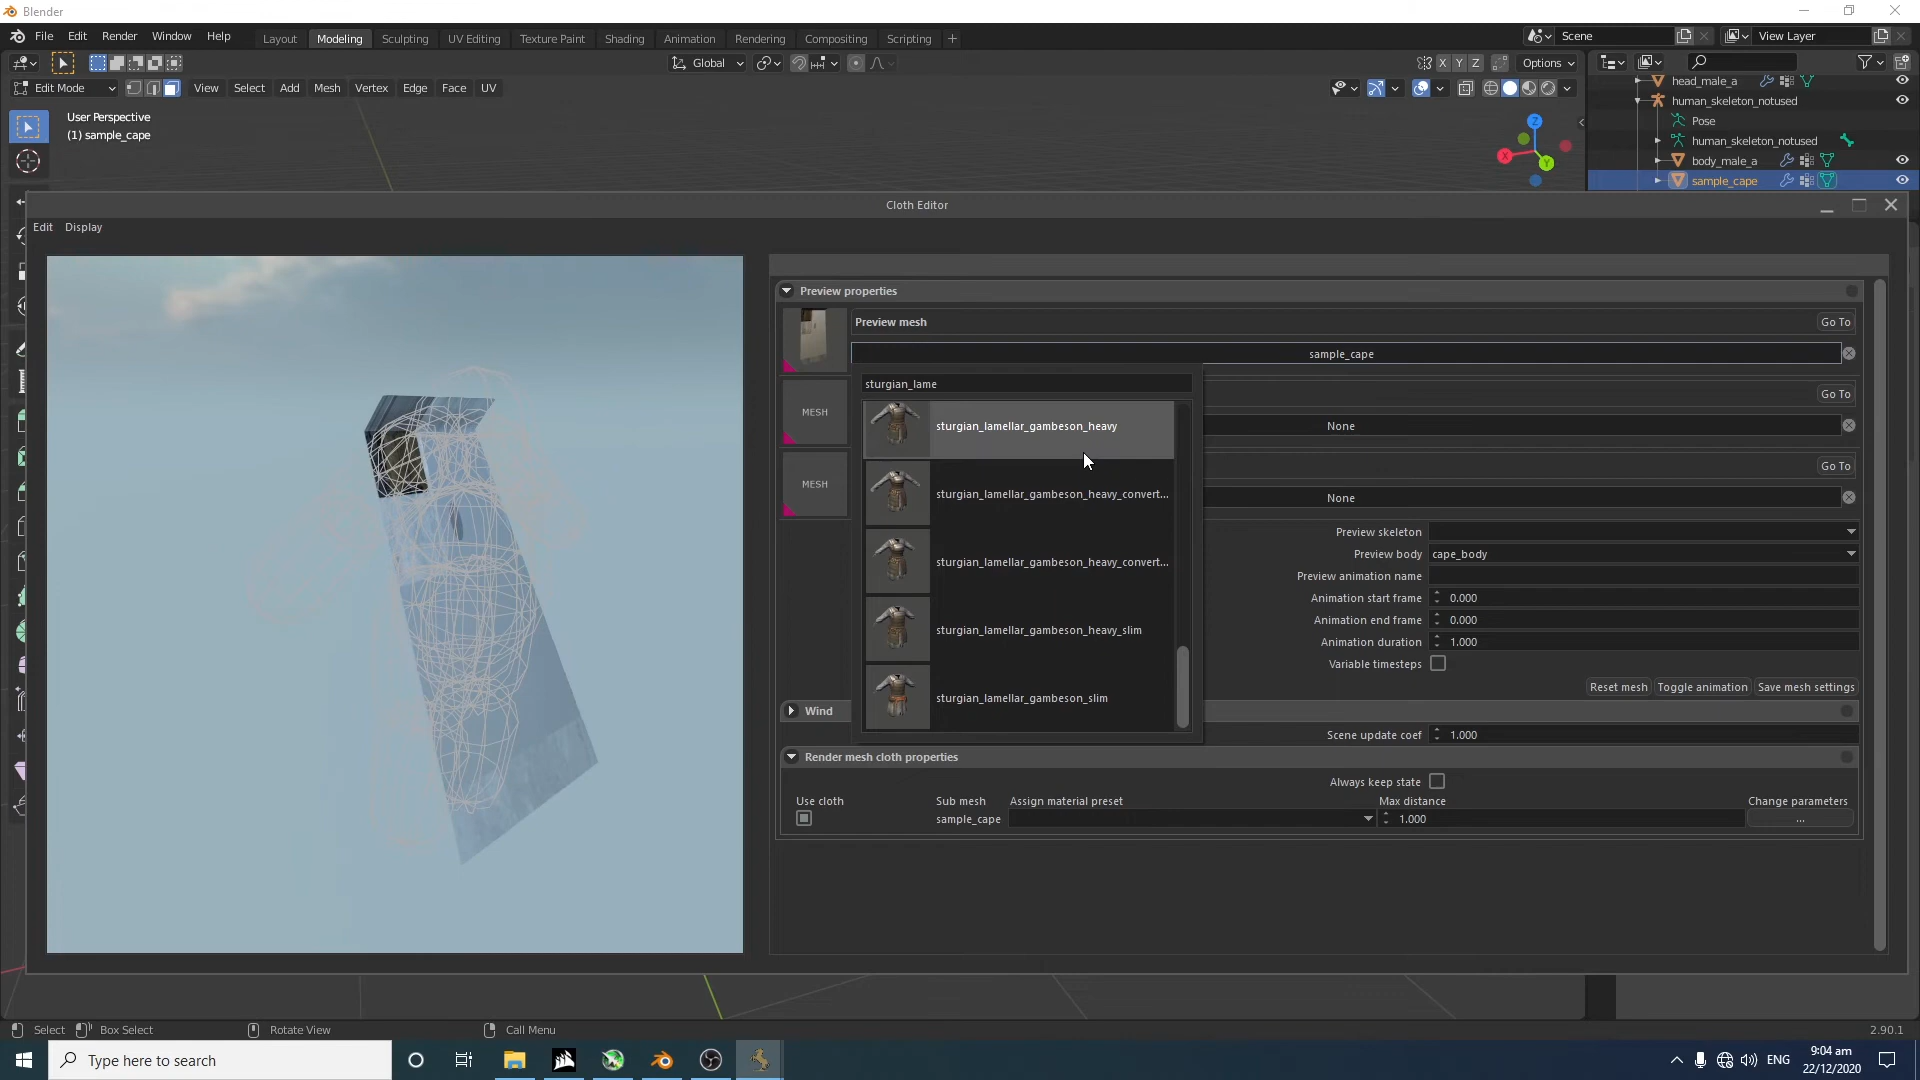 Blender
File Edit Render Window Help Layout Modeling Sculpting UV Editing Texture Paint Shading Animation Rendering Compositing Scripting + Scene View Layer
Global X Y Z Options
Edit Mode View Select Add Mesh Vertex Edge Face UV
User Perspective
(1) sample_cape
Z
X
Y
head_male_a
human_skeleton_notused
Pose
human_skeleton_notused
body_male_a
sample_cape
Cloth Editor
Edit Display
Preview properties
Preview mesh Go To
sample_cape
sturgian_lame
MESH Go To
None
MESH Go To
None
sturgian_lamellar_gambeson_heavy
sturgian_lamellar_gambeson_heavy_convert...
sturgian_lamellar_gambeson_heavy_convert...
sturgian_lamellar_gambeson_heavy_slim
sturgian_lamellar_gambeson_slim
Preview skeleton
Preview body cape_body
Preview animation name
Animation start frame 0.000
Animation end frame 0.000
Animation duration 1.000
Variable timesteps
Reset mesh Toggle animation Save mesh settings
Wind
Scene update coef 1.000
Render mesh cloth properties
Always keep state
Use cloth Sub mesh Assign material preset Max distance Change parameters
sample_cape 1.000 ...
Select Box Select Rotate View Call Menu 2.90.1
Type here to search ENG 9:04 am
22/12/2020